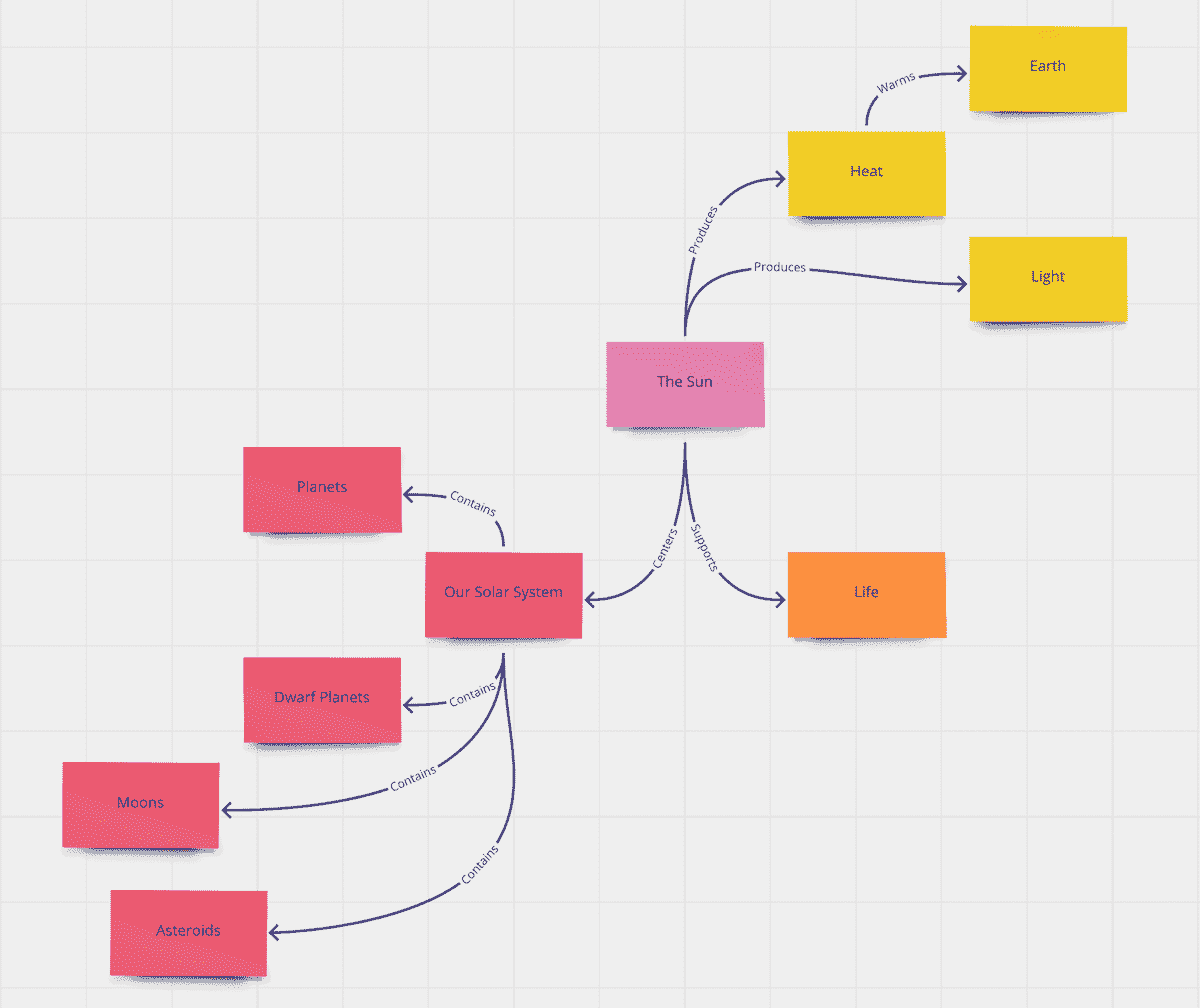 Earth
Warms
Heat
Produces
Light
Produces
The Sun
Planets
Contains
Centers
Supports
Our Solar System
Life
Dwarf Planets
Contains
Contains
Moons
Contains
Asteroids